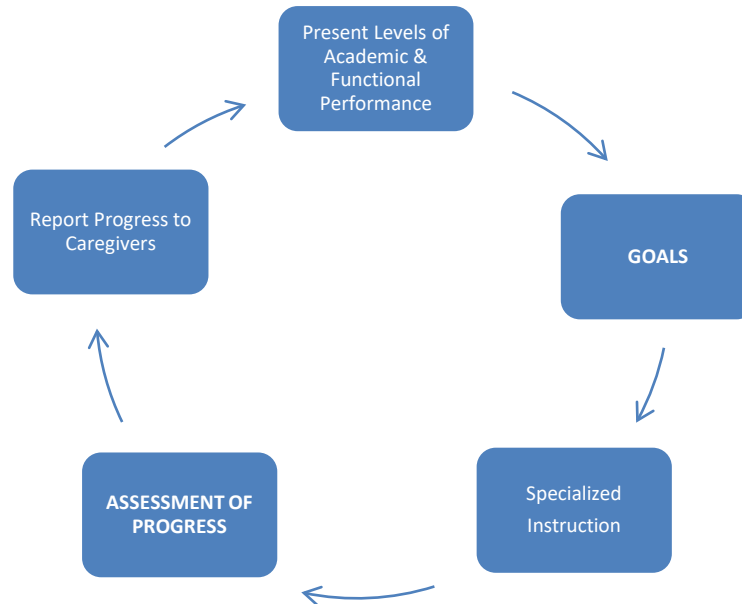 Present Levels of
Academic &
Functional
Performance
GOALS
Specialized
Instruction
ASSESSMENT OF
PROGRESS
Report Progress to
Caregivers